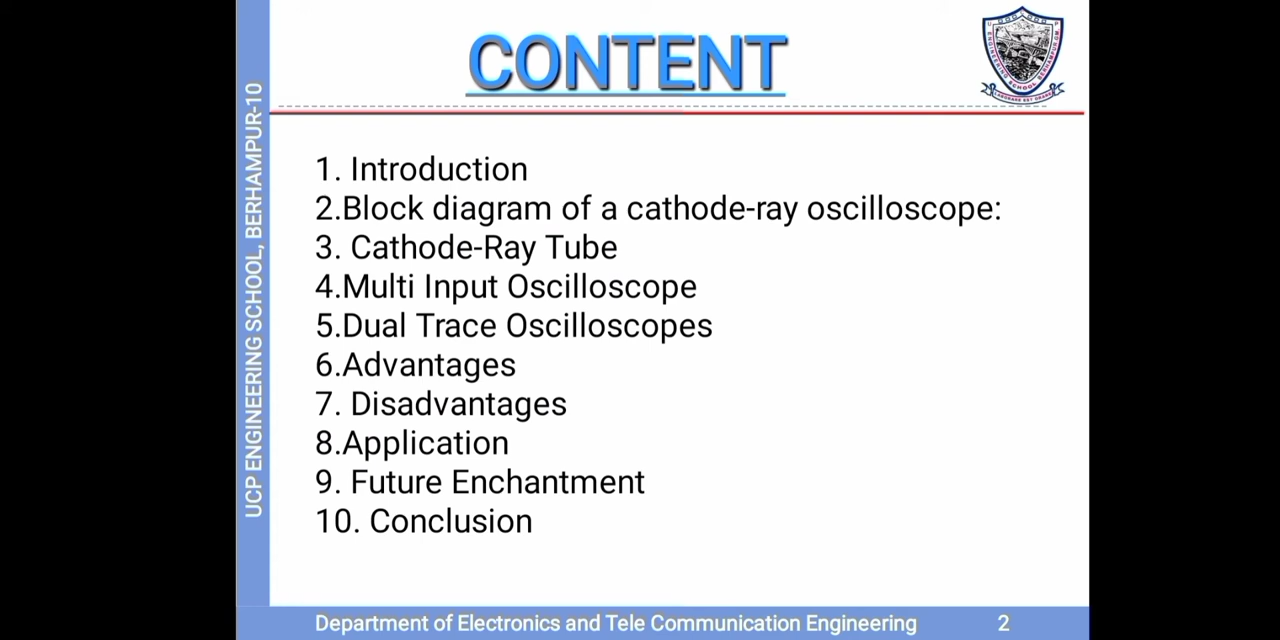 CONTENT
1. Introduction
2.Block diagram of a cathode-ray oscilloscope:
3. Cathode-Ray Tube
4.Multi Input Oscilloscope
5.Dual Trace Oscilloscopes
6.Advantages
7. Disadvantages
8.Application
9. Future Enchantment
10. Conclusion
UCP ENGINEERING SCHOOL, BERHAMPUR-10
Department of Electronics and Tele Communication Engineering 2